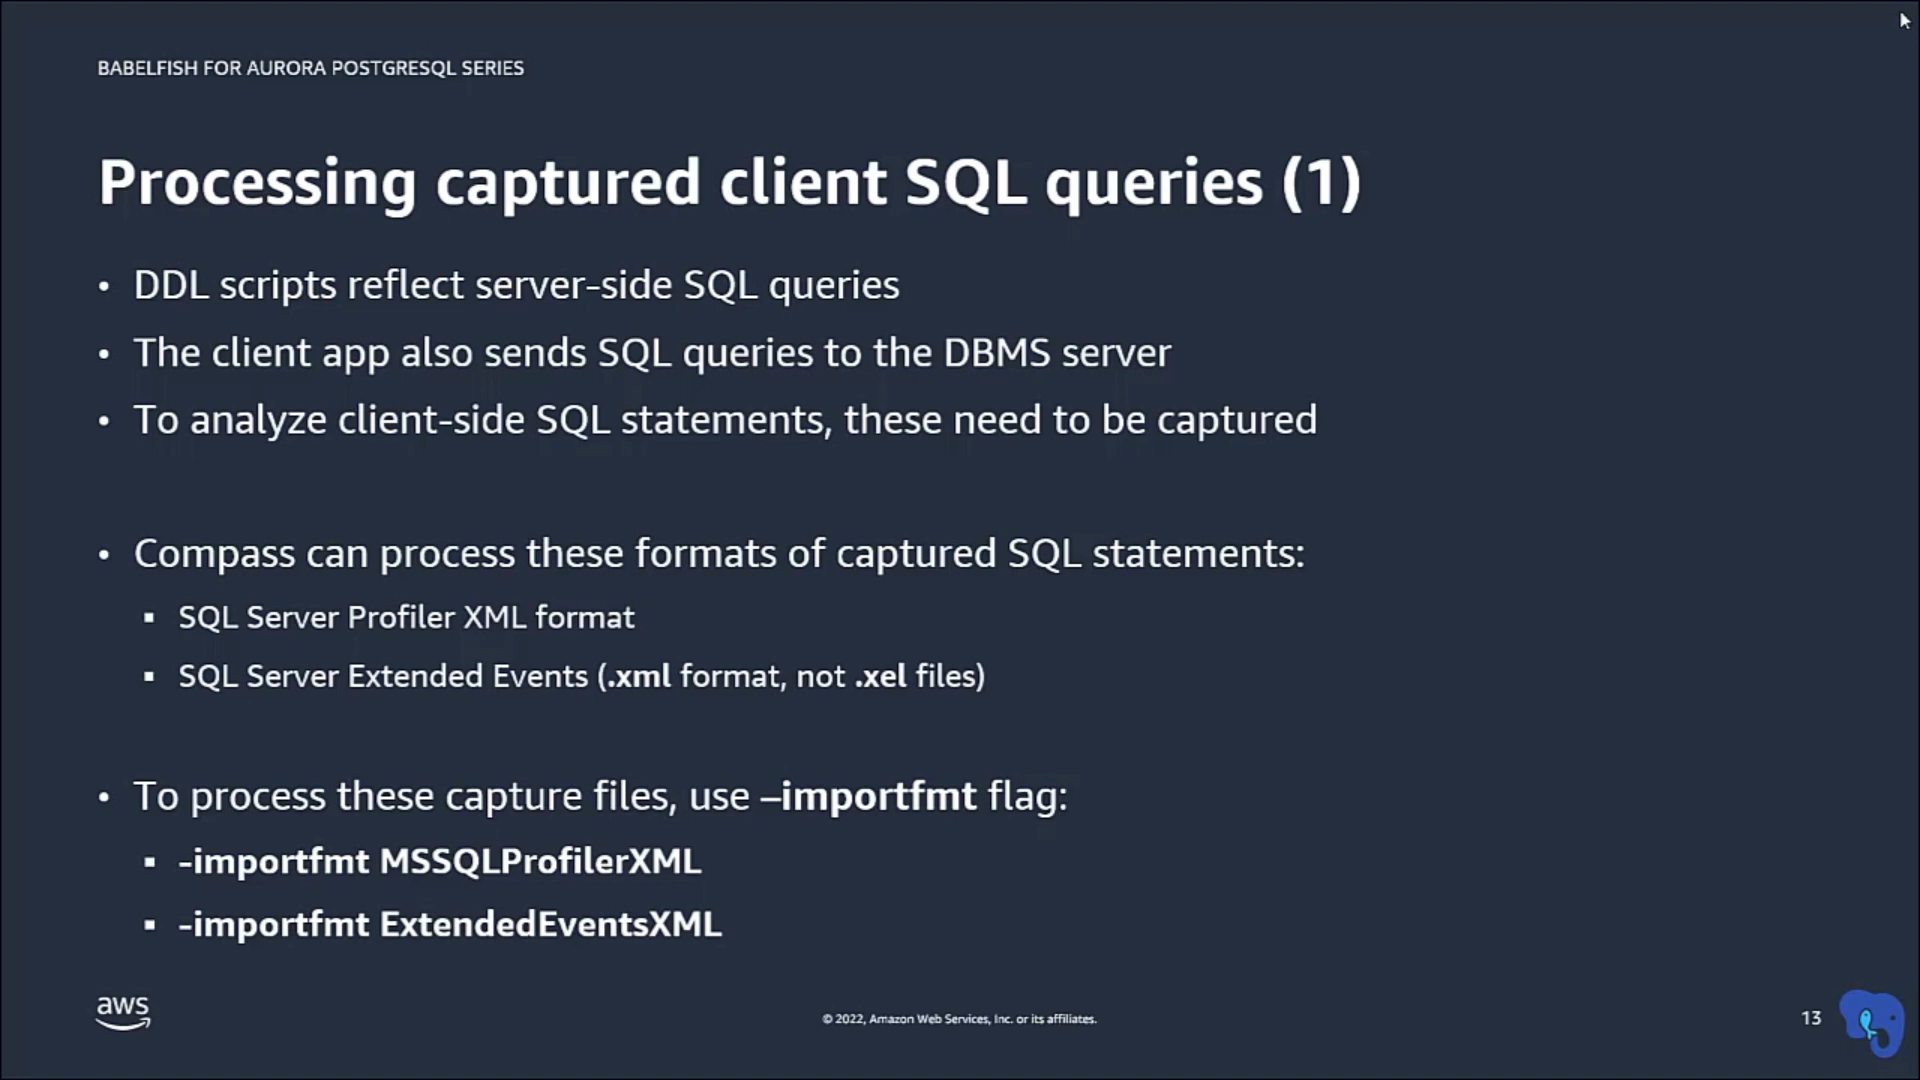 BABELFISH FOR AURORA POSTGRESQL SERIES
Processing captured client SQL queries (1)
• DDL scripts reflect server-side SQL queries
• The client app also sends SQL queries to the DBMS server
• To analyze client-side SQL statements, these need to be captured
• Compass can process these formats of captured SQL statements:
▪ SQL Server Profiler XML format
▪ SQL Server Extended Events (.xml format, not .xel files)
• To process these capture files, use –importfmt flag:
▪ -importfmt MSSQLProfilerXML
▪ -importfmt ExtendedEventsXML
aws
© 2022, Amazon Web Services, Inc. or its affiliates.
13